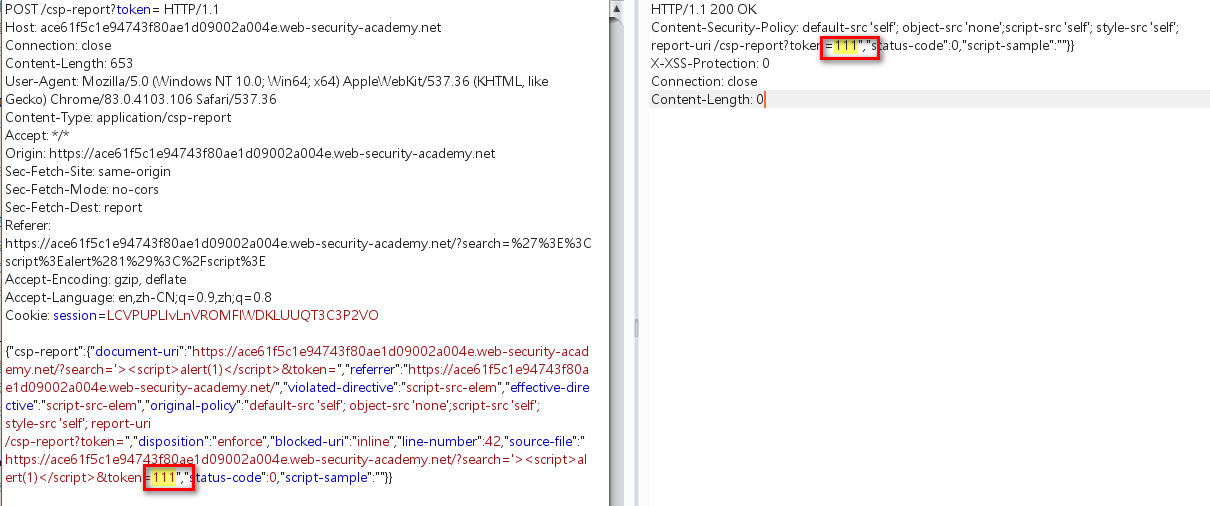 POST /csp-report?token= HTTP/1.1
Host: ace61f5c1e94743f80ae1d09002a004e.web-security-academy.net
Connection: close
Content-Length: 653
User-Agent: Mozilla/5.0 (Windows NT 10.0; Win64; x64) AppleWebKit/537.36 (KHTML, like
Gecko) Chrome/83.0.4103.106 Safari/537.36
Content-Type: application/csp-report
Accept: */*
Origin: https://ace61f5c1e94743f80ae1d09002a004e.web-security-academy.net
Sec-Fetch-Site: same-origin
Sec-Fetch-Mode: no-cors
Sec-Fetch-Dest: report
Referer:
https://ace61f5c1e94743f80ae1d09002a004e.web-security-academy.net/?search=%27%3E%3C
script%3Ealert%281%29%3C%2Fscript%3E
Accept-Encoding: gzip, deflate
Accept-Language: en,zh-CN;q=0.9,zh;q=0.8
Cookie: session=LCVPUPLIvLnVROMFIWDKLUUQT3C3P2VO
{"csp-report":{"document-uri":"https://ace61f5c1e94743f80ae1d09002a004e.web-security-acad
emy.net/?search='><script>alert(1)</script>&token=","referrer":"https://ace61f5c1e94743f80a
e1d09002a004e.web-security-academy.net/","violated-directive":"script-src-elem","effective-dire
ctive":"script-src-elem","original-policy":"default-src 'self'; object-src 'none';script-src 'self';
style-src 'self'; report-uri
/csp-report?token=","disposition":"enforce","blocked-uri":"inline","line-number":42,"source-file":"
https://ace61f5c1e94743f80ae1d09002a004e.web-security-academy.net/?search='><script>al
ert(1)</script>&token=111","status-code":0,"script-sample":""}}
HTTP/1.1 200 OK
Content-Security-Policy: default-src 'self'; object-src 'none';script-src 'self'; style-src 'self';
report-uri /csp-report?token=111","status-code":0,"script-sample":""}}
X-XSS-Protection: 0
Connection: close
Content-Length: 0